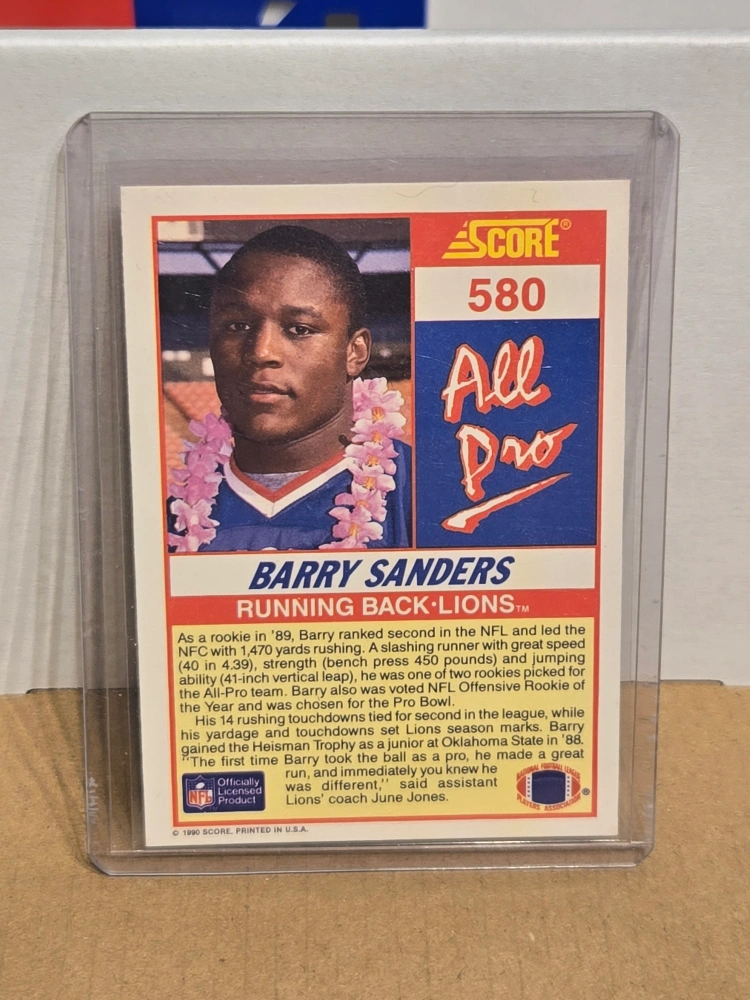 SCORE®
580
All
Pro
BARRY SANDERS
RUNNING BACK·LIONS™
As a rookie in '89, Barry ranked second in the NFL and led the
NFC with 1,470 yards rushing. A slashing runner with great speed
(40 in 4.39), strength (bench press 450 pounds) and jumping
ability (41-inch vertical leap), he was one of two rookies picked for
the All-Pro team. Barry also was voted NFL Offensive Rookie of
the Year and was chosen for the Pro Bowl.
His 14 rushing touchdowns tied for second in the league, while
his yardage and touchdowns set Lions season marks. Barry
gained the Heisman Trophy as a junior at Oklahoma State in '88.
"The first time Barry took the ball as a pro, he made a great
run, and immediately you knew he
was different," said assistant
Lions' coach June Jones.
NFL
Officially
Licensed
Product
NATIONAL FOOTBALL LEAGUE
PLAYERS ASSOCIATION
®
© 1990 SCORE, PRINTED IN U.S.A.